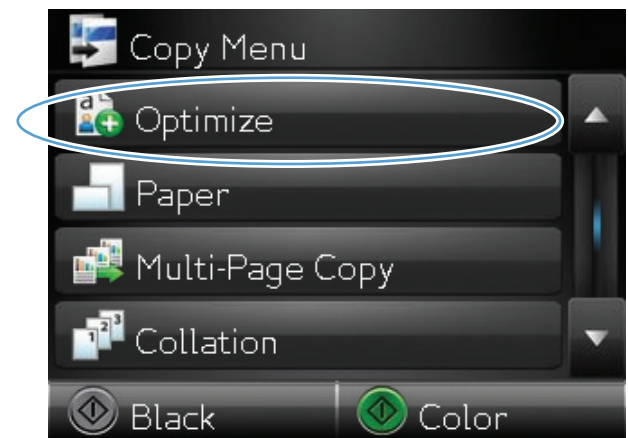 Copy Menu
Optimize
Paper
Multi-Page Copy
Collation
Black
Color